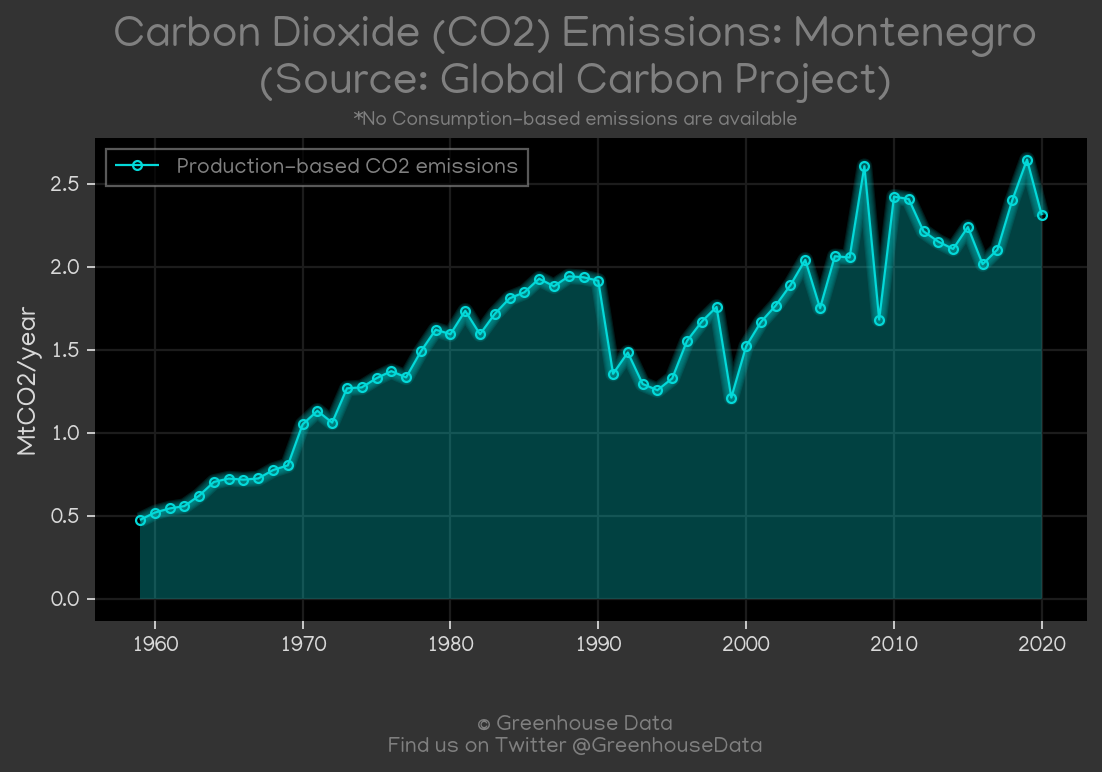 Carbon Dioxide (CO2) Emissions: Montenegro
(Source: Global Carbon Project)
*No Consumption-based emissions are available
Production-based CO2 emissions
2.5
2.0
1.5
1.0
0.5
0.0
MtCO2/year
1960 1970 1980 1990 2000 2010 2020
© Greenhouse Data
Find us on Twitter @GreenhouseData